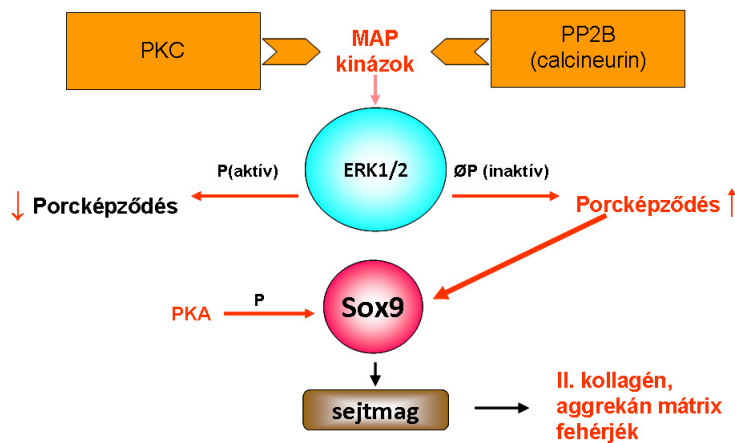 PKC
MAP
kinázok
PP2B
(calcineurin)
P(aktív)
ERK1/2
ØP (inaktív)
↓ Porcképződés
Porcképződés ↑
PKA
P
Sox9
sejtmag
II. kollagén,
aggrekán mátrix
fehérjék